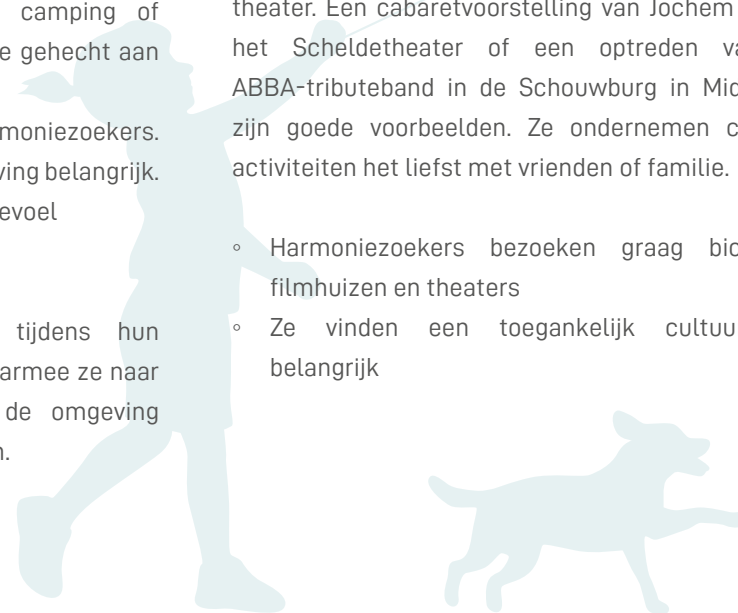 camping of
e gehecht aan
moniezoekers.
ving belangrijk.
evoel
tijdens hun
armee ze naar
de omgeving
n.
theater. Een cabaretvoorstelling van Jochem
het Scheldetheater of een optreden va
ABBA-tributeband in de Schouwburg in Mid
zijn goede voorbeelden. Ze ondernemen c
activiteiten het liefst met vrienden of familie.
◦ Harmoniezoekers bezoeken graag bio
filmhuizen en theaters
◦ Ze vinden een toegankelijk cultuu
belangrijk